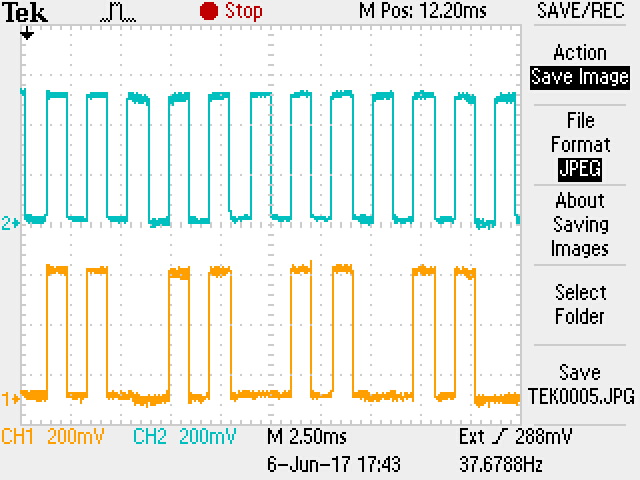 Tek Stop M Pos: 12.20ms SAVE/REC
Action
Save Image
File
Format
JPEG
About
Saving
Images
Select
Folder
Save
TEK0005.JPG
2
1
CH1 200mV CH2 200mV M 2.50ms Ext 288mV
6-Jun-17 17:43 37.6788Hz